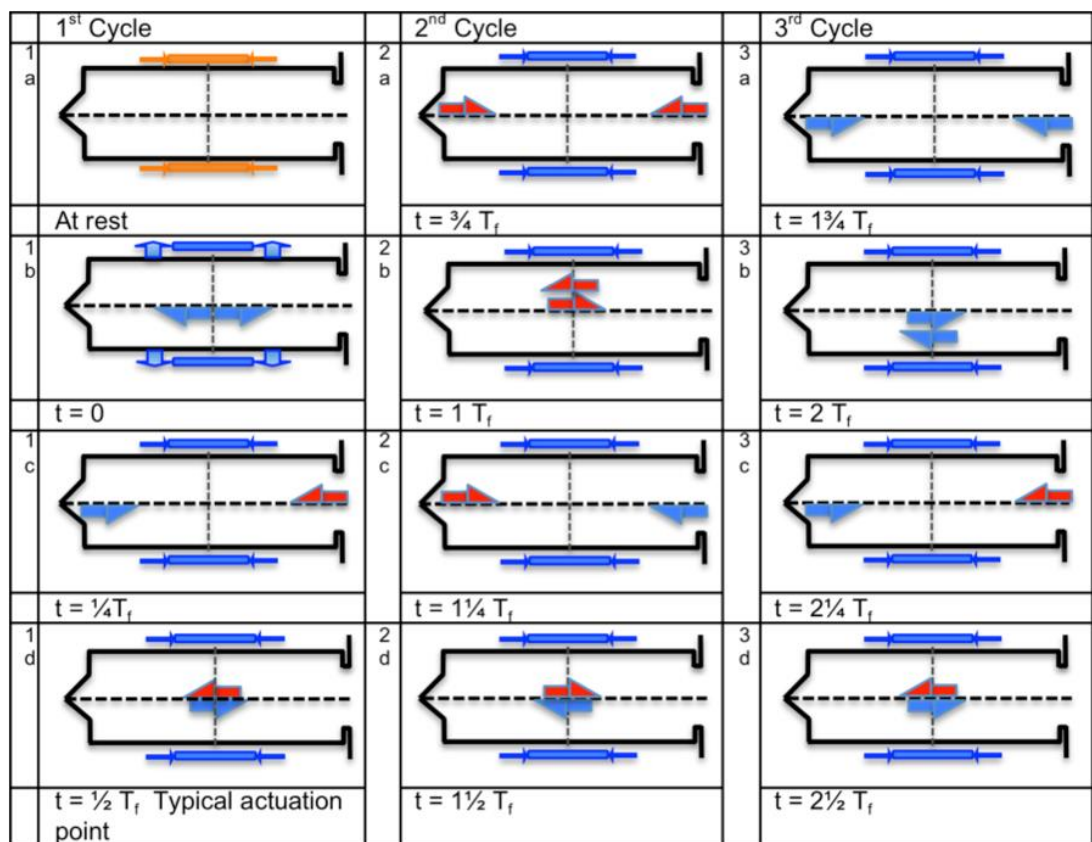 1st Cycle
2nd Cycle
3rd Cycle
1
a
2
a
3
a
At rest
t = ¾ Tf
t = 1¾ Tf
1
b
2
b
3
b
t = 0
t = 1 Tf
t = 2 Tf
1
c
2
c
3
c
t = ¼Tf
t = 1¼ Tf
t = 2¼ Tf
1
d
2
d
3
d
t = ½ Tf Typical actuation
point
t = 1½ Tf
t = 2½ Tf